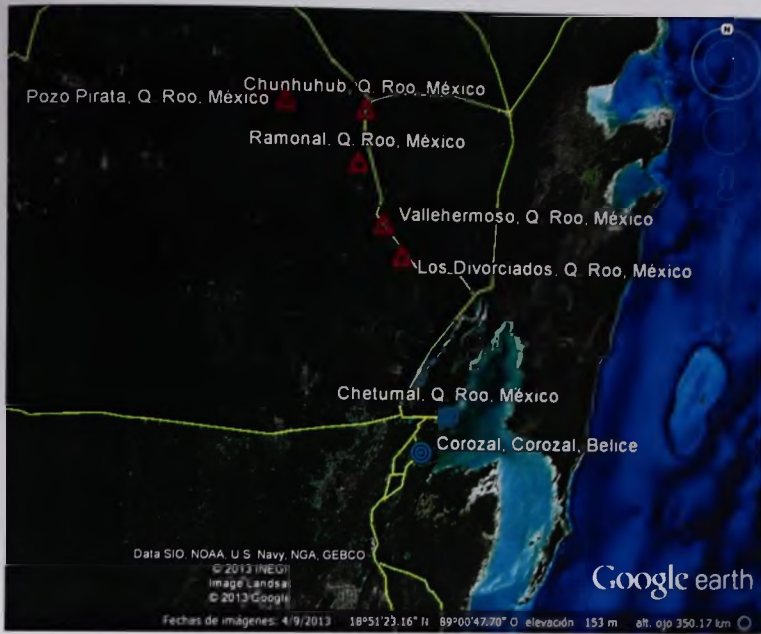 N
Chunhuhub, Q. Roo, México
Pozo Pirata, Q. Roo, México
Ramonal, Q. Roo, México
Vallehermoso, Q. Roo, México
Los Divorciados, Q. Roo, México
Chetumal, Q. Roo, México
Corozal, Corozal, Belice
Data SIO, NOAA, U.S. Navy, NGA, GEBCO
© 2013 INEGI
Image Landsa
© 2013 Googl
Google earth
Fechas de imágenes: 4/9/2013 18°51'23.16" N 89°00'47.70" O elevación 153 m alt. ojo 350.17 km